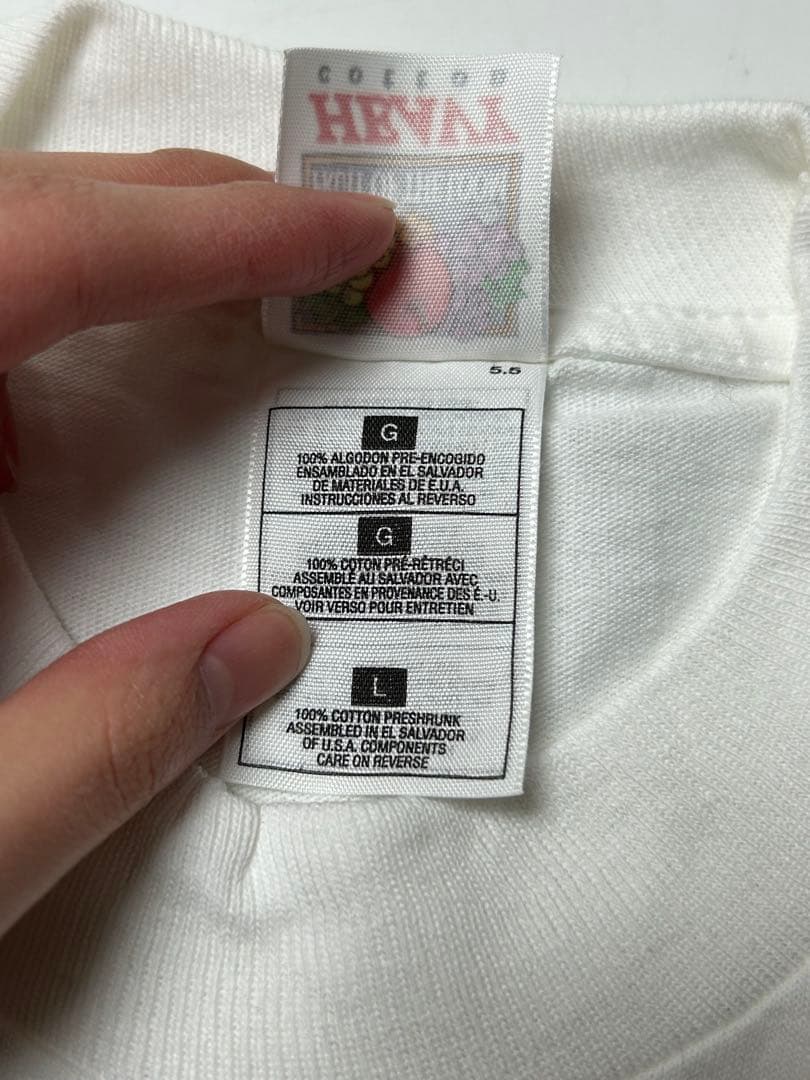 HEAVY
5.5
G
100% ALGODON PRE-ENCOGIDO
ENSAMBLADO EN EL SALVADOR
DE MATERIALES DE E.U.A.
INSTRUCCIONES AL REVERSO
G
100% COTON PRÉ-RÉTRÉCI
ASSEMBLÉ AU SALVADOR AVEC
COMPOSANTES EN PROVENANCE DES É.-U.
VOIR VERSO POUR ENTRETIEN
L
100% COTTON PRESHRUNK
ASSEMBLED IN EL SALVADOR
OF U.S.A. COMPONENTS
CARE ON REVERSE